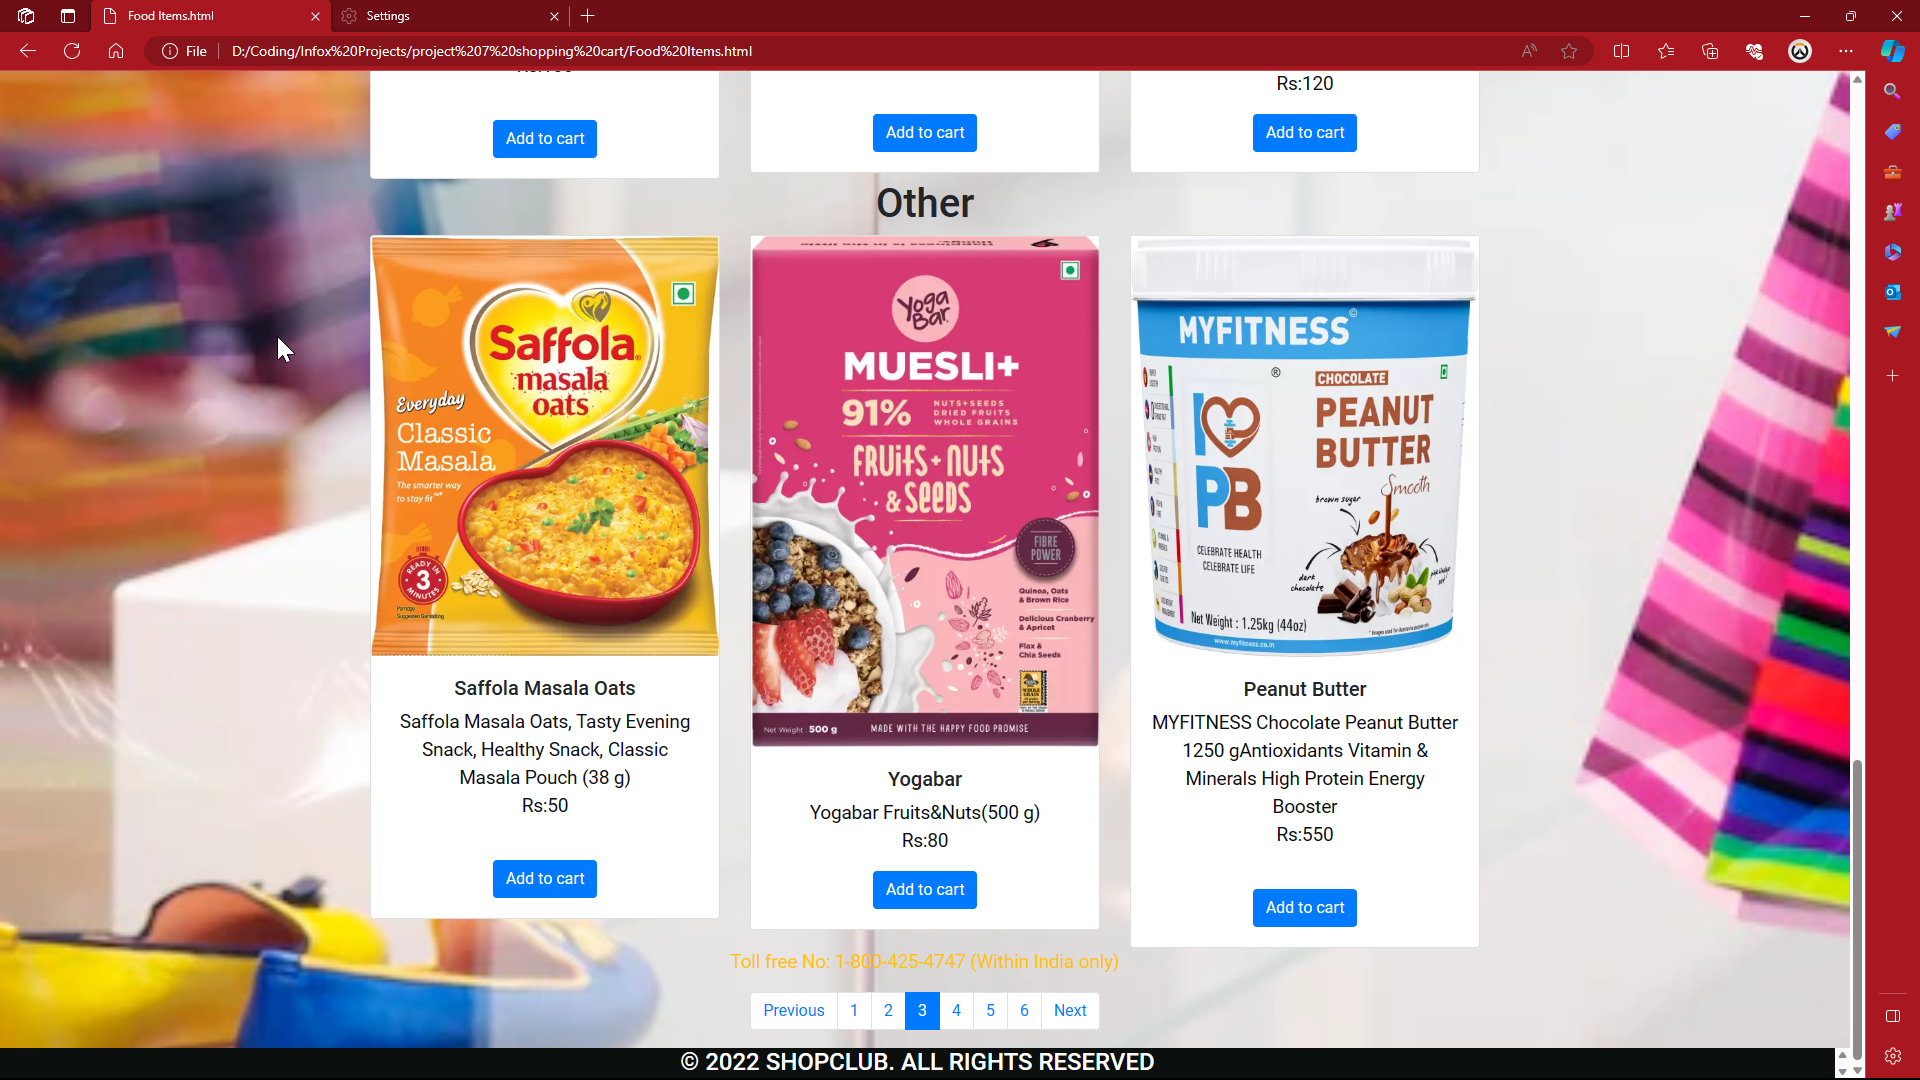 Food Items.html
Settings
File
D:/Coding/Infox%20Projects/project%207%20shopping%20cart/Food%20Items.html
Rs:120
Add to cart
Add to cart
Add to cart
Other
Saffola
masala
oats
Everyday
Classic
Masala
The smarter way
to stay fit
READY IN
3
MINUTES
Yoga
Bar
MUESLI+
91%
NUTS+SEEDS
DRIED FRUITS
WHOLE GRAINS
FRUITS+NUTS
& SEEDS
FIBRE
POWER
Quinoa, Oats
& Brown Rice
Delicious Cranberry
& Apricot
Flax &
Chia Seeds
Net Weight : 500 g
MADE WITH THE HAPPY FOOD PROMISE
MYFITNESS
CHOCOLATE
PEANUT
BUTTER
Smooth
I
PB
CELEBRATE HEALTH
CELEBRATE LIFE
brown sugar
dark
chocolate
Net Weight : 1.25kg (44oz)
www.myfitness.co.in
Saffola Masala Oats
Saffola Masala Oats, Tasty Evening
Snack, Healthy Snack, Classic
Masala Pouch (38 g)
Rs:50
Add to cart
Yogabar
Yogabar Fruits&Nuts(500 g)
Rs:80
Add to cart
Peanut Butter
MYFITNESS Chocolate Peanut Butter
1250 gAntioxidants Vitamin &
Minerals High Protein Energy
Booster
Rs:550
Add to cart
Toll free No: 1-800-425-4747 (Within India only)
Previous 1 2 3 4 5 6 Next
© 2022 SHOPCLUB. ALL RIGHTS RESERVED